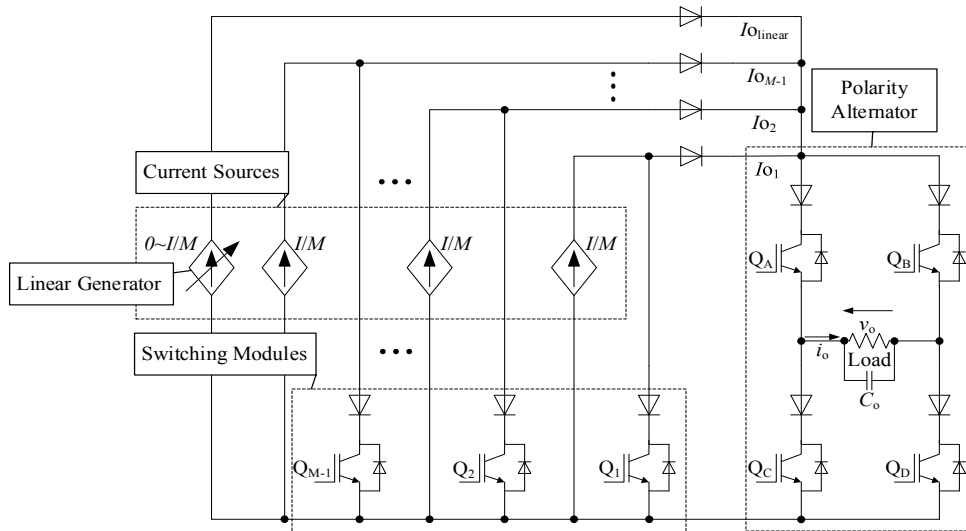 Io_linear
Io_M-1
Io_2
Io_1
Polarity
Alternator
Current Sources
0~I/M
I/M
I/M
I/M
Linear Generator
Switching Modules
Q_A
Q_B
v_o
i_o
Load
C_o
Q_M-1
Q_2
Q_1
Q_C
Q_D